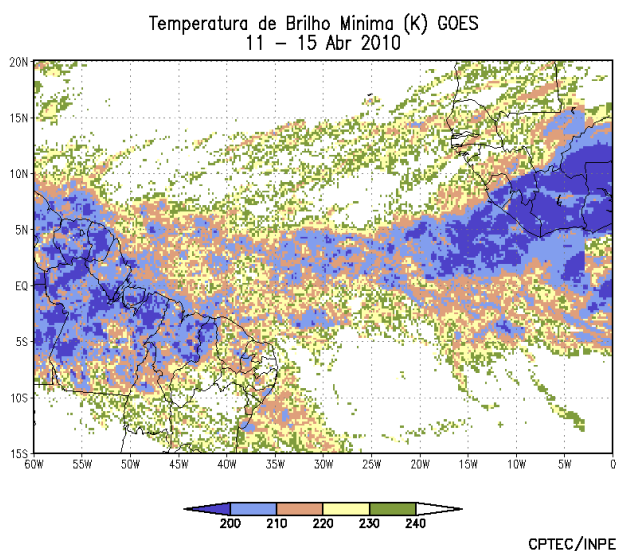 Temperatura de Brilho Minima (K) GOES
11 – 15 Abr 2010
20N
15N
10N
5N
EQ
5S
10S
15S
60W 55W 50W 45W 40W 35W 30W 25W 20W 15W 10W 5W 0
200 210 220 230 240
CPTEC/INPE